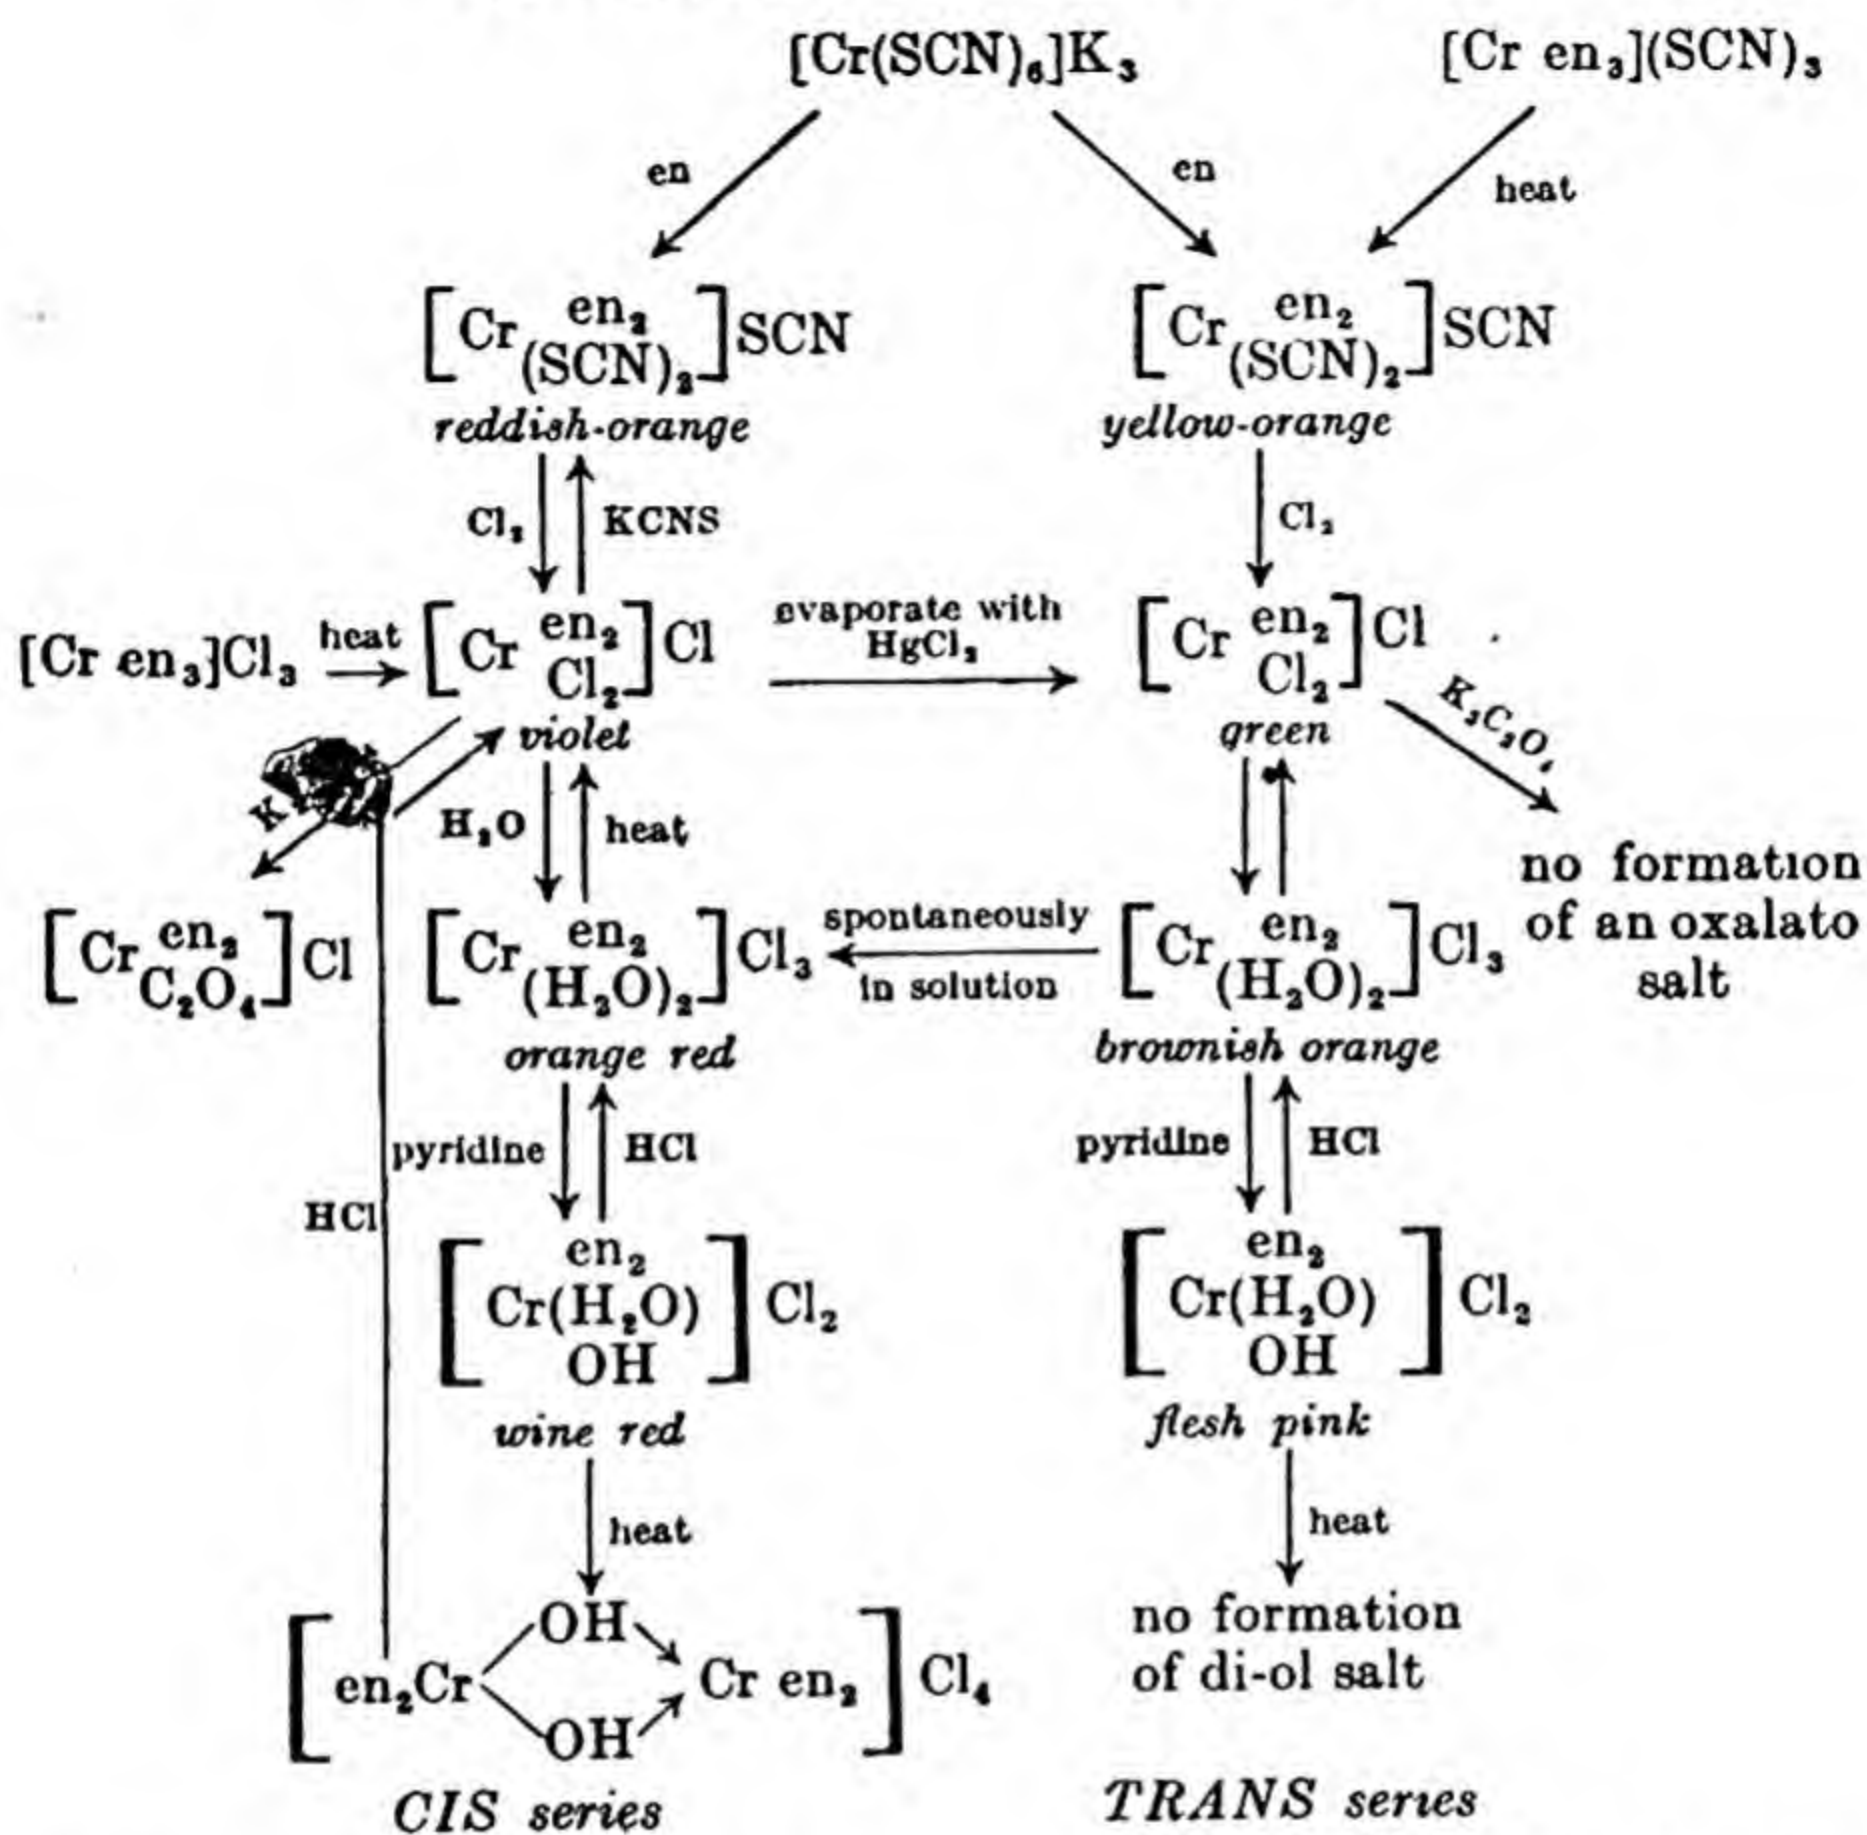 [Cr(SCN)₆]K₃ [Cr en₃](SCN)₃
en en heat
[Cr en₂ (SCN)₂]SCN [Cr en₂ (SCN)₂]SCN
reddish-orange yellow-orange
Cl₂ KCNS Cl₂
[Cr en₃]Cl₃ heat [Cr en₂ Cl₂]Cl evaporate with HgCl₂ [Cr en₂ Cl₂]Cl
violet green
K₂C₂O₄
H₂O heat
no formation
of an oxalato
salt
[Cr en₂ C₂O₄]Cl [Cr en₂ (H₂O)₂]Cl₃ spontaneously in solution [Cr en₂ (H₂O)₂]Cl₃
orange red brownish orange
pyridine HCl pyridine HCl
HCl
[en₂ Cr(H₂O) OH]Cl₂ [en₂ Cr(H₂O) OH]Cl₂
wine red flesh pink
heat heat
[en₂Cr OH OH Cr en₂]Cl₄
no formation
of di-ol salt
CIS series TRANS series